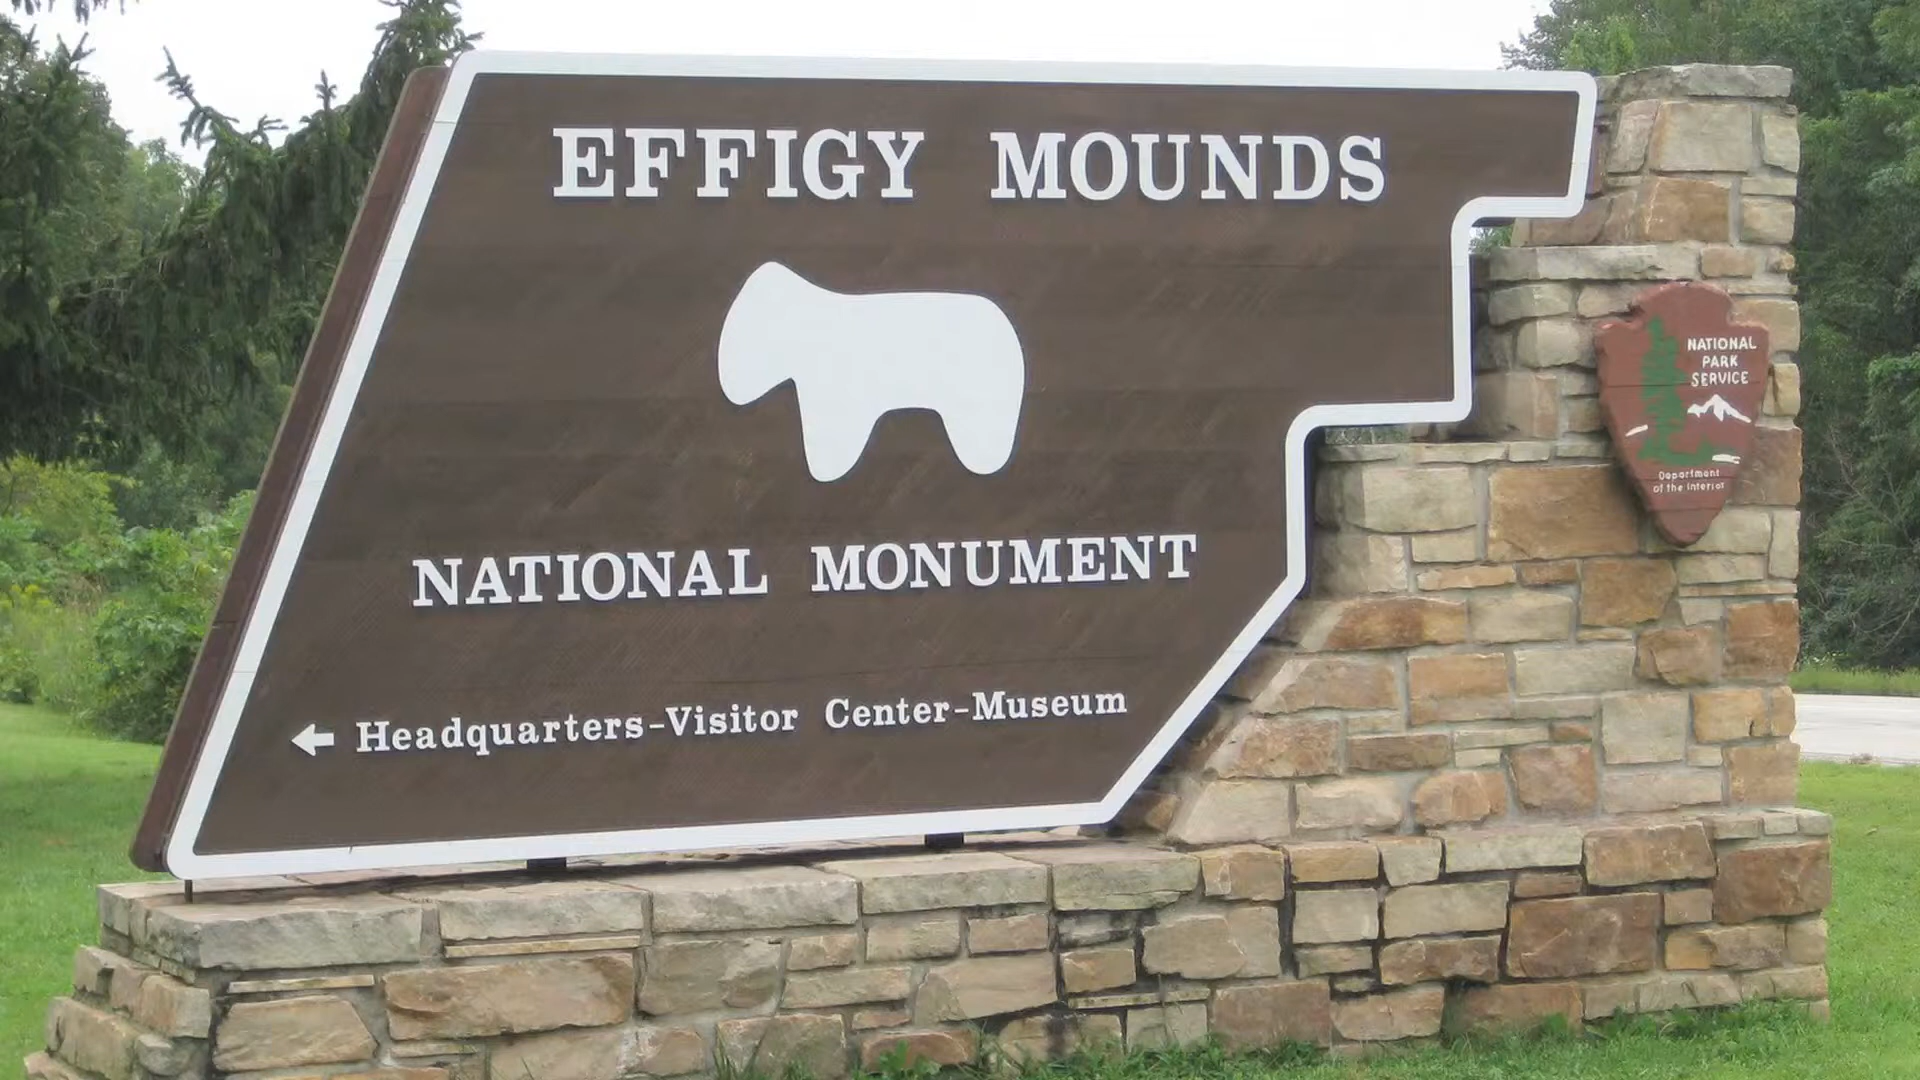 EFFIGY MOUNDS
NATIONAL MONUMENT
Headquarters-Visitor Center-Museum
NATIONAL
PARK
SERVICE
Department
of the Interior